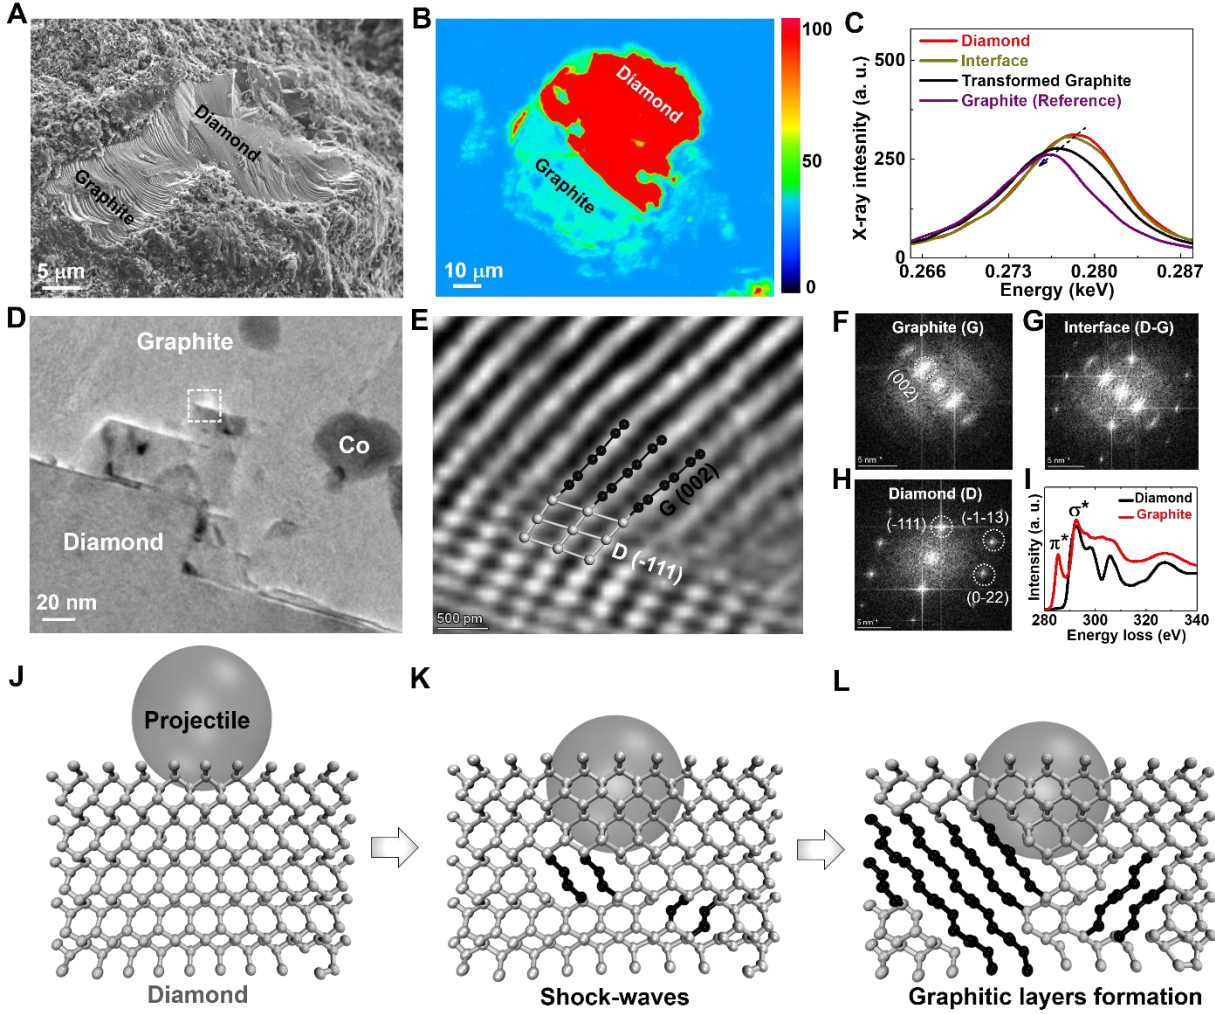 A
Diamond
Graphite
5 μm
B
Diamond
Graphite
10 μm
100
50
0
C
Diamond
Interface
Transformed Graphite
Graphite (Reference)
X-ray intesnity (a. u.)
500
250
0
0.266 0.273 0.280 0.287
Energy (keV)
D
Graphite
Co
Diamond
20 nm
E
G (002)
D (-111)
500 pm
F
Graphite (G)
(002)
5 nm⁻¹
G
Interface (D-G)
5 nm⁻¹
H
Diamond (D)
(-111)
(-1-13)
(0-22)
5 nm⁻¹
I
Diamond
Graphite
π*
σ*
Intensity (a. u.)
280 300 320 340
Energy loss (eV)
J
Projectile
Diamond
K
Shock-waves
L
Graphitic layers formation